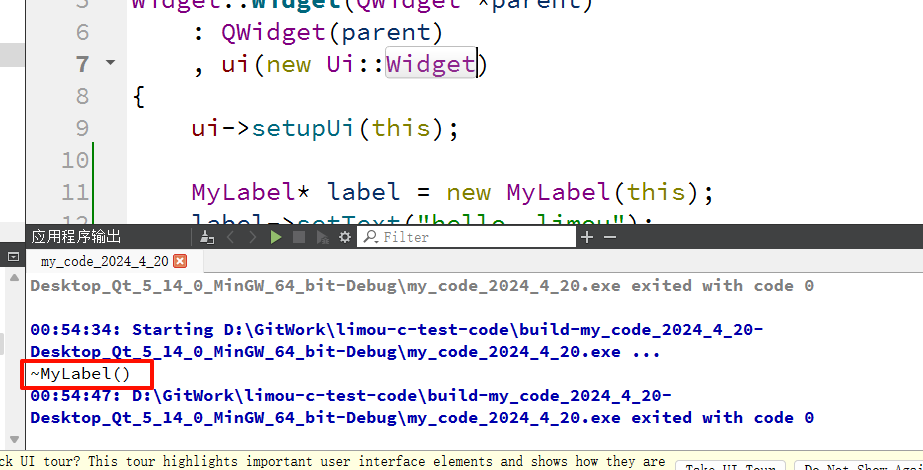 5 Widget::Widget(QWidget *parent)
6 : QWidget(parent)
7 , ui(new Ui::Widget)
8 {
9 ui->setupUi(this);
10
11 MyLabel* label = new MyLabel(this);
12 label->setText("hello, limou");
应用程序输出 Filter
my_code_2024_4_20
Desktop_Qt_5_14_0_MinGW_64_bit-Debug\my_code_2024_4_20.exe exited with code 0
00:54:34: Starting D:\GitWork\limou-c-test-code\build-my_code_2024_4_20-
Desktop_Qt_5_14_0_MinGW_64_bit-Debug\my_code_2024_4_20.exe ...
~MyLabel()
00:54:47: D:\GitWork\limou-c-test-code\build-my_code_2024_4_20-
Desktop_Qt_5_14_0_MinGW_64_bit-Debug\my_code_2024_4_20.exe exited with code 0
ck UI tour? This tour highlights important user interface elements and shows how they are
Take UI Tour
Do Not Show Aga